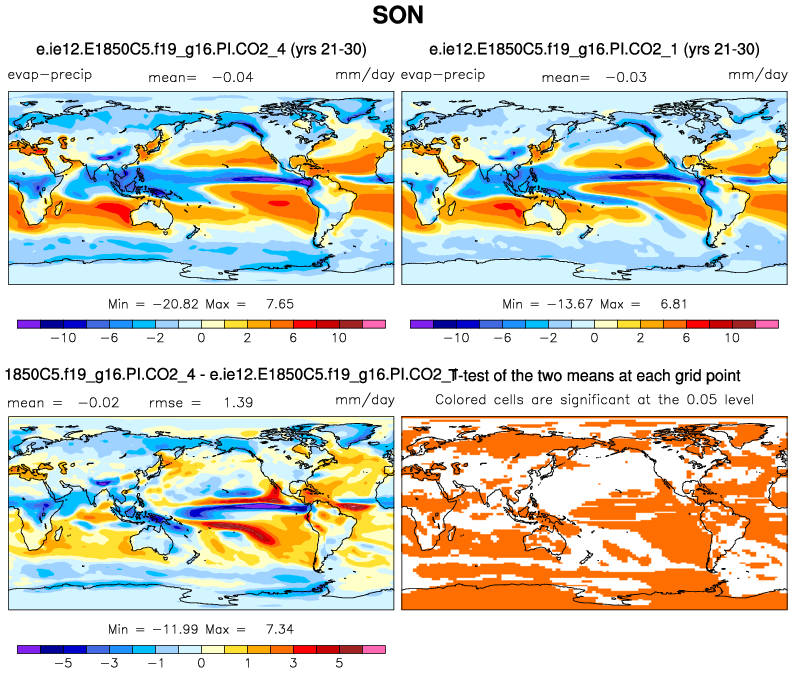 SON
e.ie12.E1850C5.f19_g16.PI.CO2_4 (yrs 21-30)
evap-precip mean= -0.04 mm/day
Min = -20.82 Max = 7.65
-10 -6 -2 0 2 6 10
e.ie12.E1850C5.f19_g16.PI.CO2_1 (yrs 21-30)
evap-precip mean= -0.03 mm/day
Min = -13.67 Max = 6.81
-10 -6 -2 0 2 6 10
1850C5.f19_g16.PI.CO2_4 - e.ie12.E1850C5.f19_g16.PI.CO2_1
mean = -0.02 rmse = 1.39 mm/day
Min = -11.99 Max = 7.34
-5 -3 -1 0 1 3 5
T-test of the two means at each grid point
Colored cells are significant at the 0.05 level